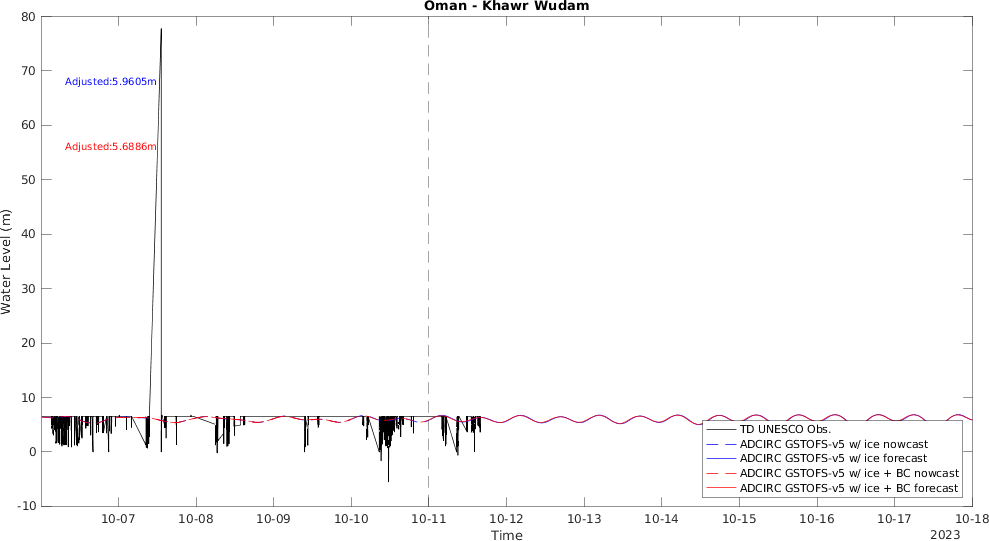 Oman - Khawr Wudam
80
70
60
50
40
30
20
10
0
-10
Water Level (m)
Adjusted:5.9605m
Adjusted:5.6886m
TD UNESCO Obs.
ADCIRC GSTOFS-v5 w/ ice nowcast
ADCIRC GSTOFS-v5 w/ ice forecast
ADCIRC GSTOFS-v5 w/ ice + BC nowcast
ADCIRC GSTOFS-v5 w/ ice + BC forecast
10-07 10-08 10-09 10-10 10-11 10-12 10-13 10-14 10-15 10-16 10-17 10-18
Time
2023